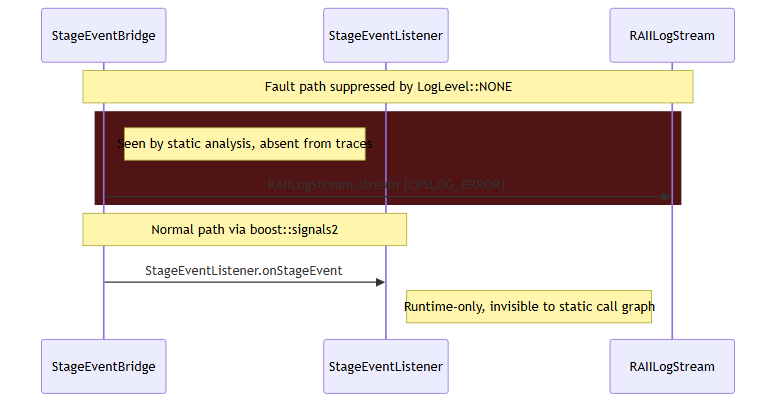 StageEventBridge
StageEventListener
RAIILogStream
Fault path suppressed by LogLevel::NONE
Seen by static analysis, absent from traces
RAIILogStream.stream (CPSLOG_ERROR)
Normal path via boost::signals2
StageEventListener.onStageEvent
Runtime-only, invisible to static call graph
StageEventBridge
StageEventListener
RAIILogStream